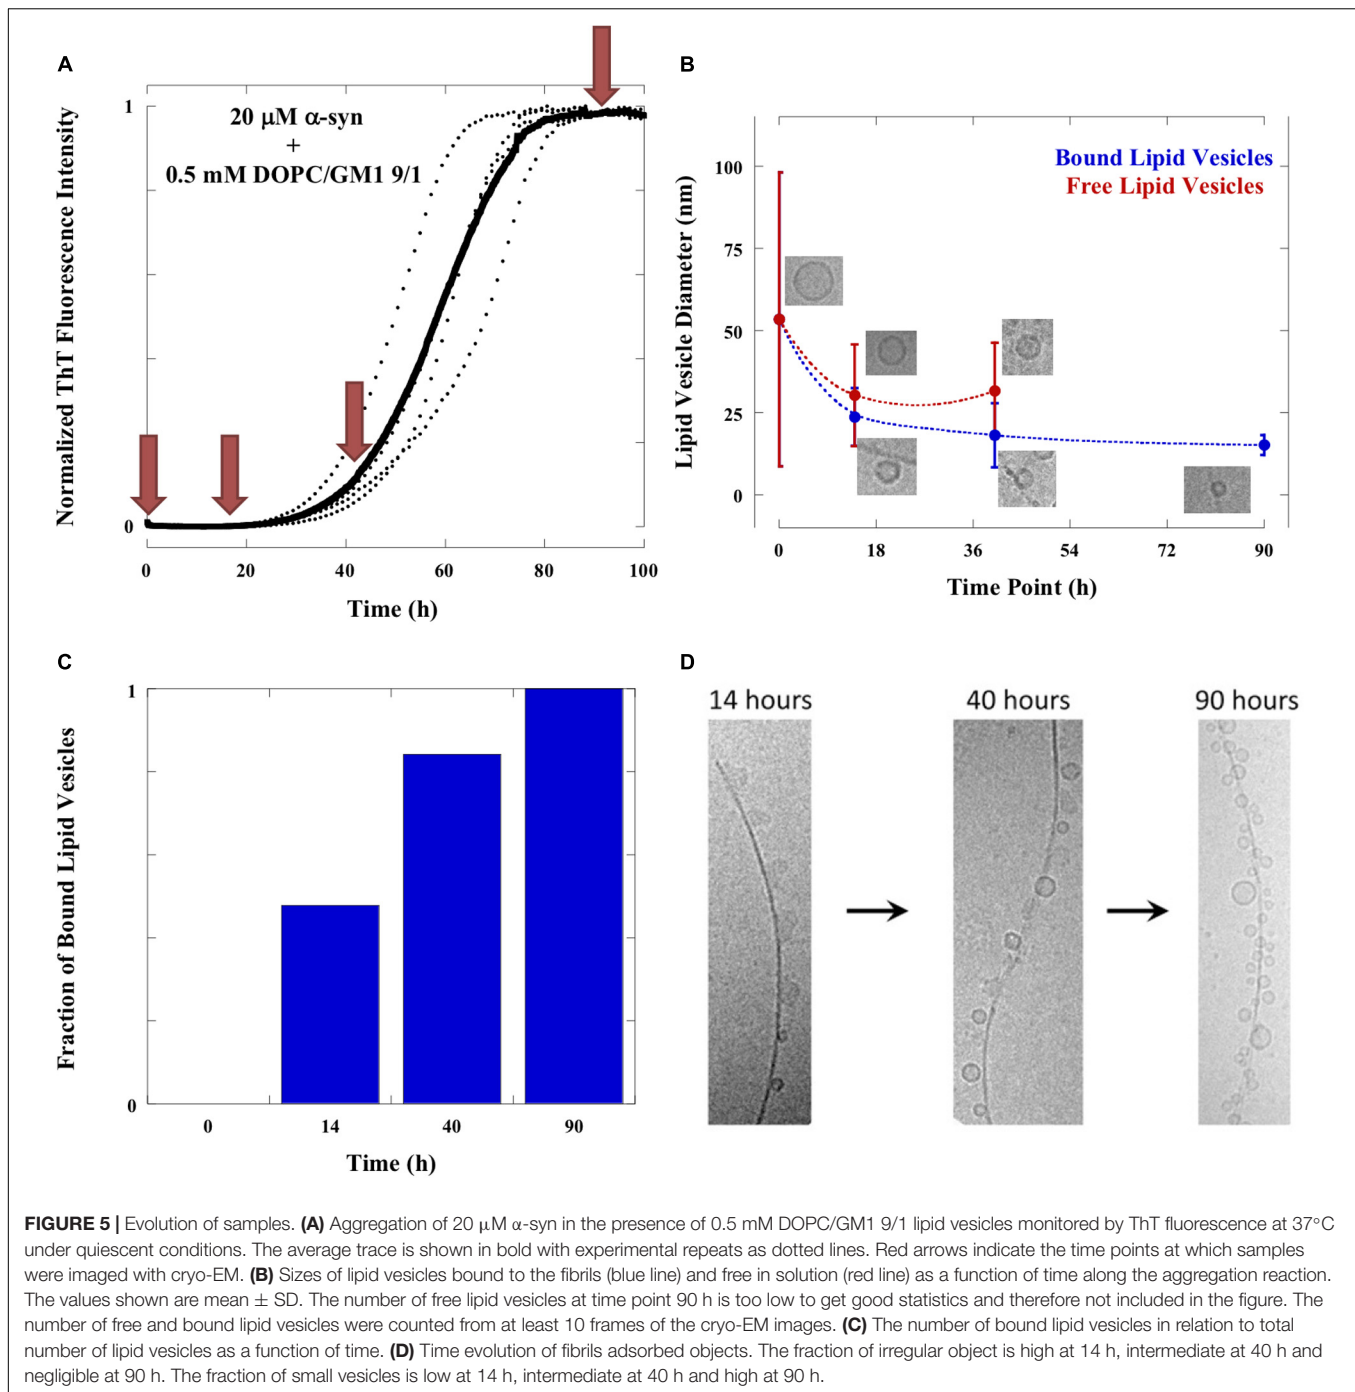 A
20 μM α-syn
+
0.5 mM DOPC/GM1 9/1
Normalized ThT Fluorescence Intensity
1
0
0 20 40 60 80 100
Time (h)
B
Bound Lipid Vesicles
Free Lipid Vesicles
Lipid Vesicle Diameter (nm)
100
75
50
25
0
0 18 36 54 72 90
Time Point (h)
C
Fraction of Bound Lipid Vesicles
1
0
0 14 40 90
Time (h)
D
14 hours 40 hours 90 hours
FIGURE 5 | Evolution of samples. (A) Aggregation of 20 μM α-syn in the presence of 0.5 mM DOPC/GM1 9/1 lipid vesicles monitored by ThT fluorescence at 37°C
under quiescent conditions. The average trace is shown in bold with experimental repeats as dotted lines. Red arrows indicate the time points at which samples
were imaged with cryo-EM. (B) Sizes of lipid vesicles bound to the fibrils (blue line) and free in solution (red line) as a function of time along the aggregation reaction.
The values shown are mean ± SD. The number of free lipid vesicles at time point 90 h is too low to get good statistics and therefore not included in the figure. The
number of free and bound lipid vesicles were counted from at least 10 frames of the cryo-EM images. (C) The number of bound lipid vesicles in relation to total
number of lipid vesicles as a function of time. (D) Time evolution of fibrils adsorbed objects. The fraction of irregular object is high at 14 h, intermediate at 40 h and
negligible at 90 h. The fraction of small vesicles is low at 14 h, intermediate at 40 h and high at 90 h.